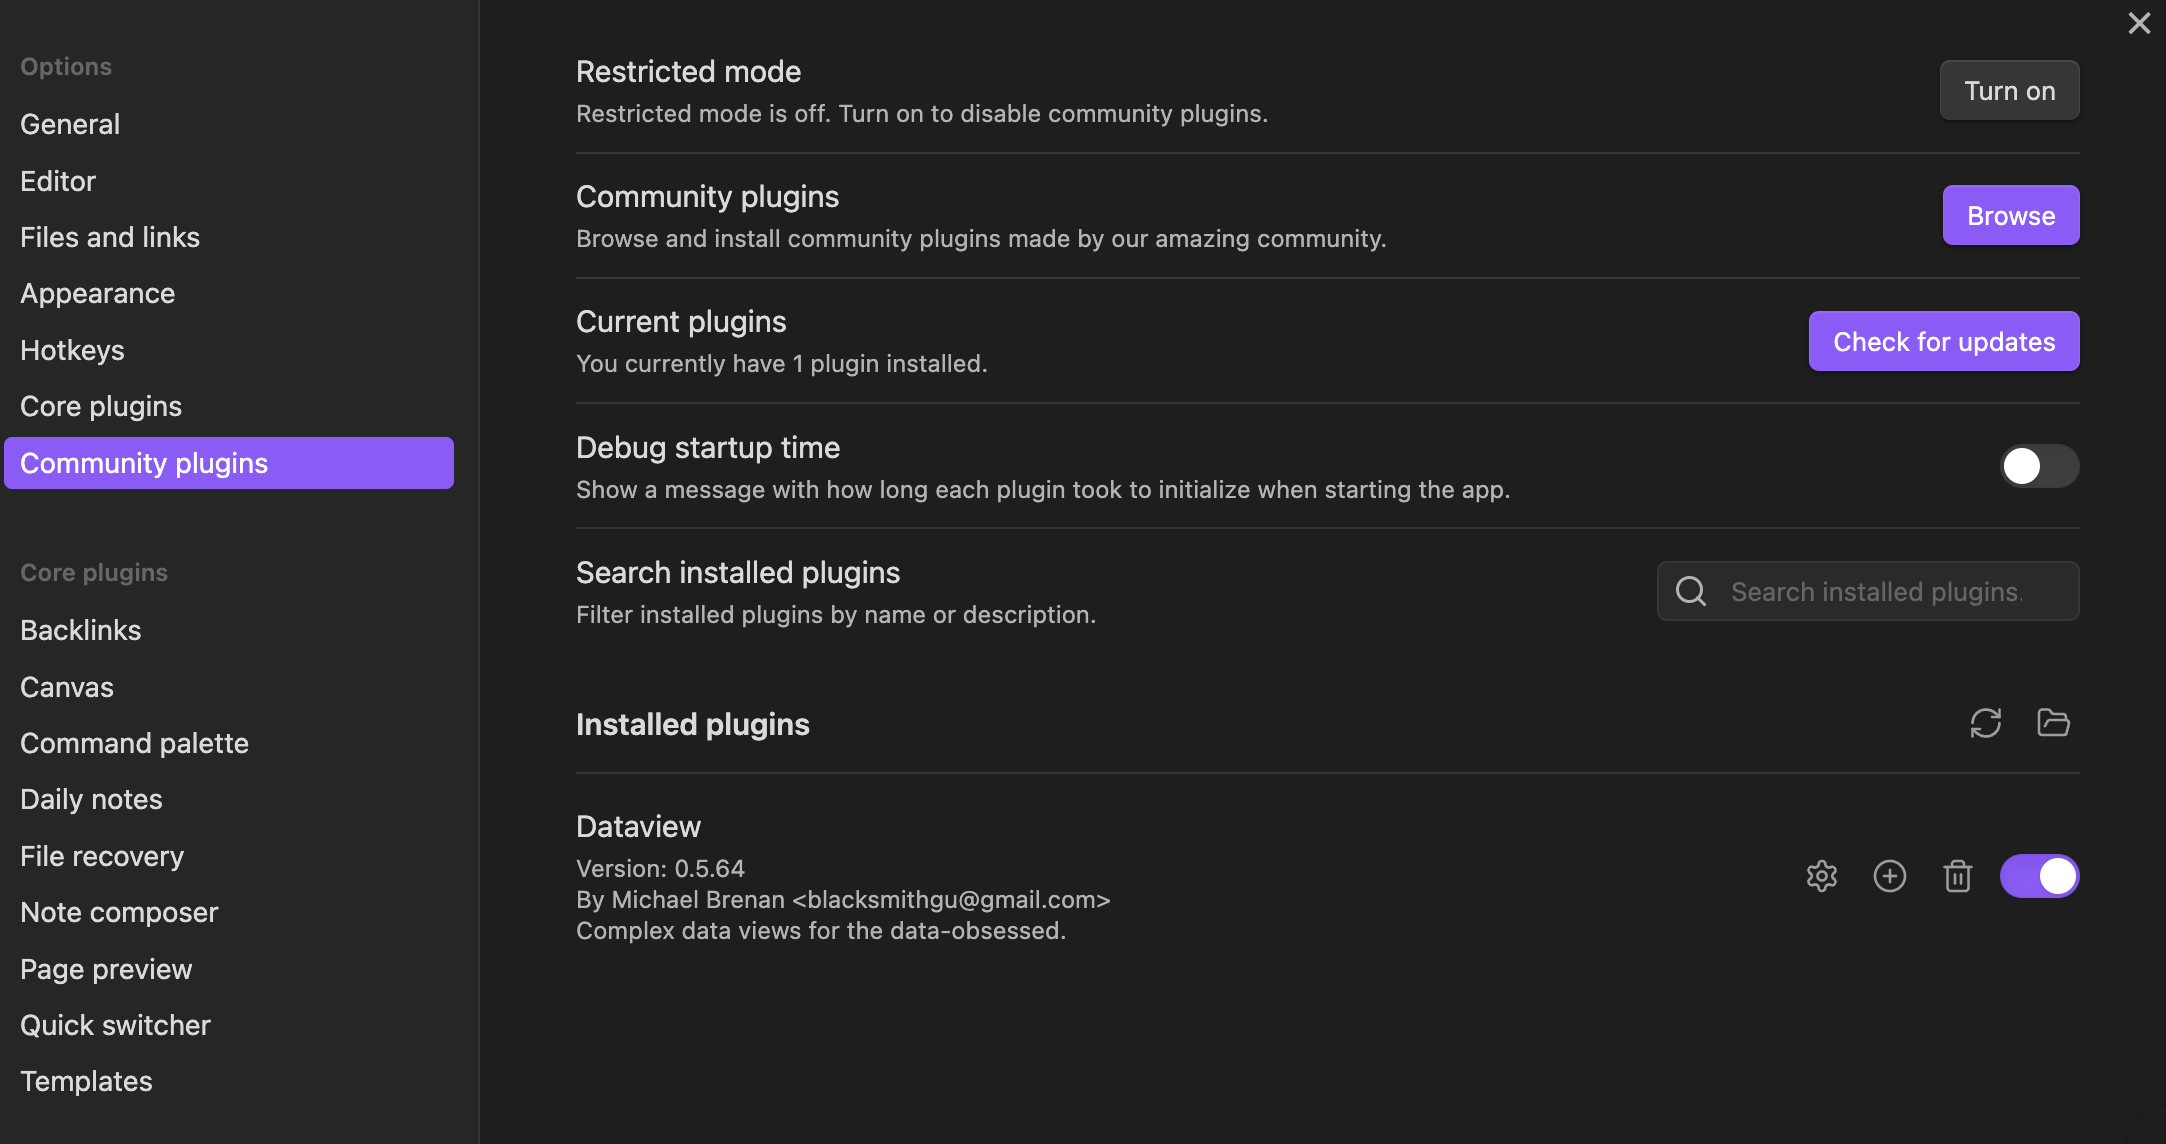 Options
General
Editor
Files and links
Appearance
Hotkeys
Core plugins
Community plugins
Core plugins
Backlinks
Canvas
Command palette
Daily notes
File recovery
Note composer
Page preview
Quick switcher
Templates
Restricted mode
Restricted mode is off. Turn on to disable community plugins.
Turn on
Community plugins
Browse and install community plugins made by our amazing community.
Browse
Current plugins
You currently have 1 plugin installed.
Check for updates
Debug startup time
Show a message with how long each plugin took to initialize when starting the app.
Search installed plugins
Filter installed plugins by name or description.
Search installed plugins.
Installed plugins
Dataview
Version: 0.5.64
By Michael Brenan <blacksmithgu@gmail.com>
Complex data views for the data-obsessed.